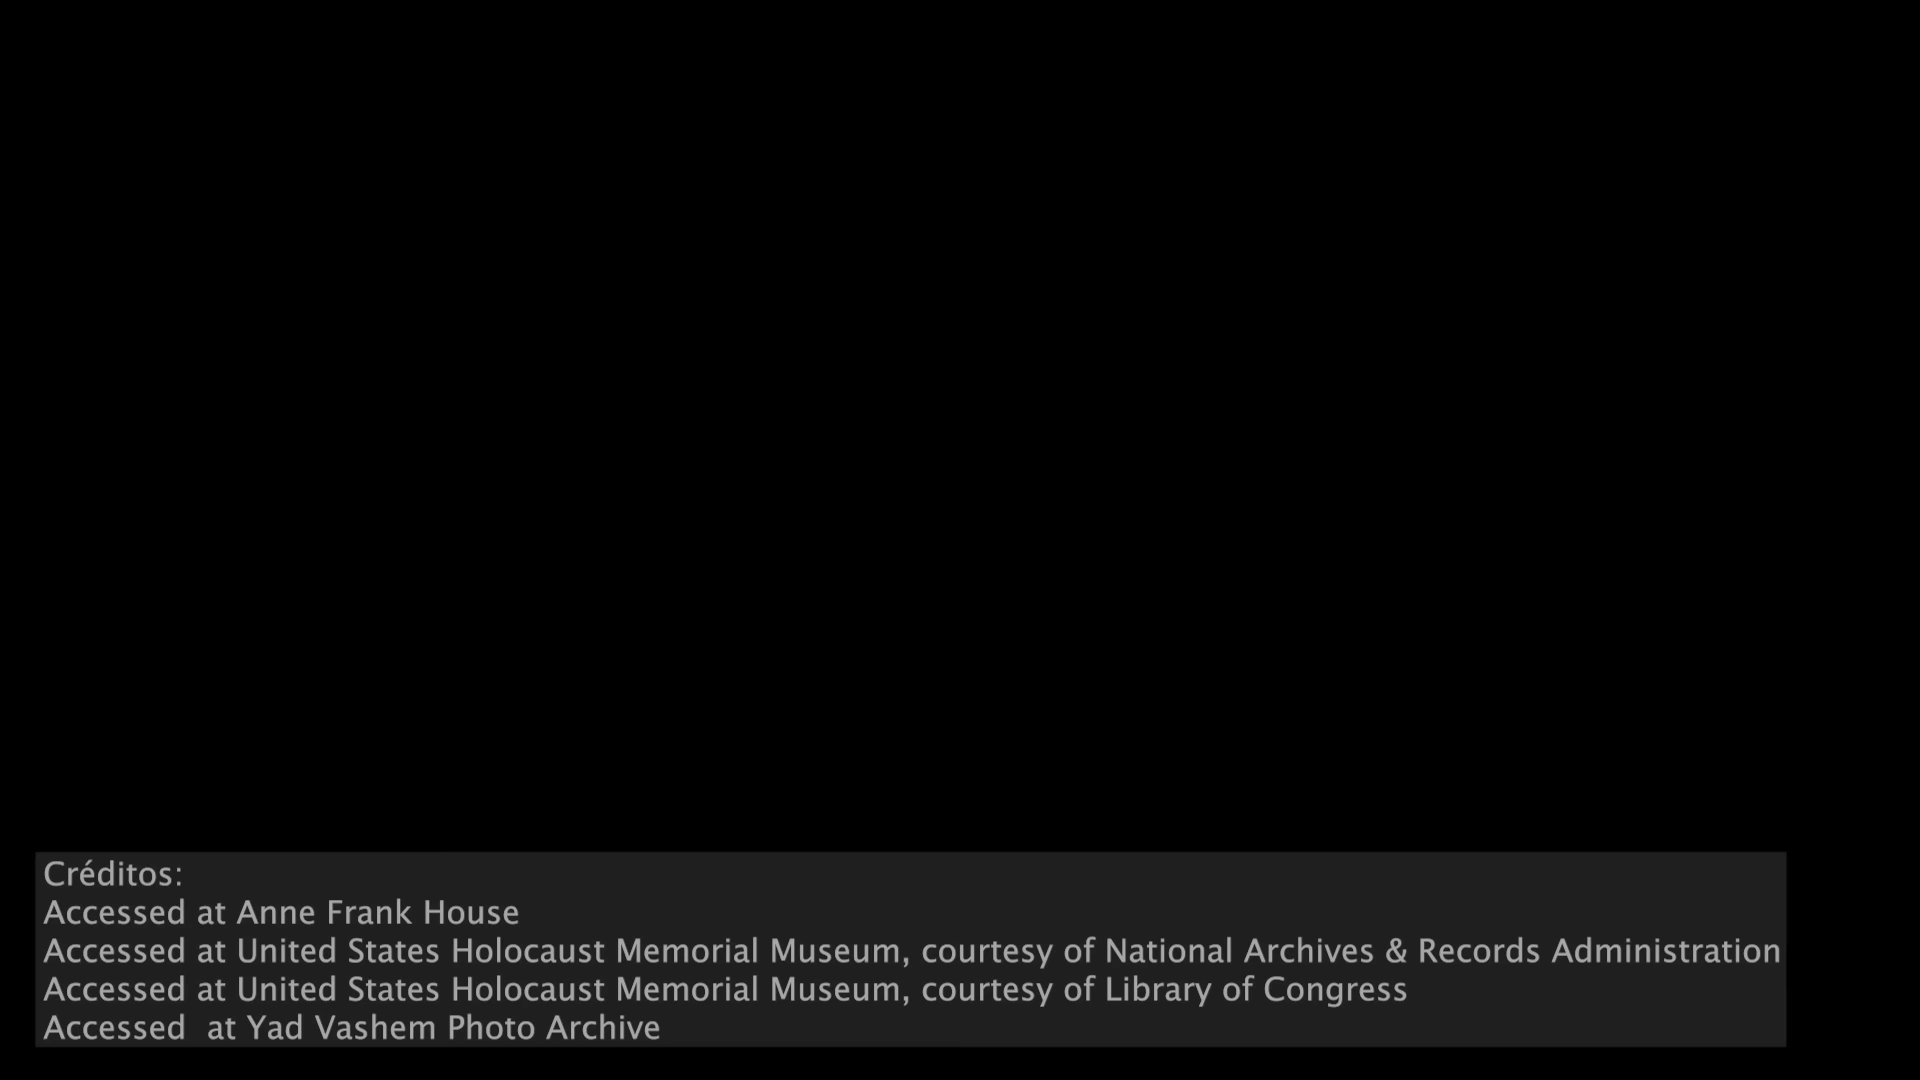 Créditos:
Accessed at Anne Frank House
Accessed at United States Holocaust Memorial Museum, courtesy of National Archives & Records Administration
Accessed at United States Holocaust Memorial Museum, courtesy of Library of Congress
Accessed  at Yad Vashem Photo Archive